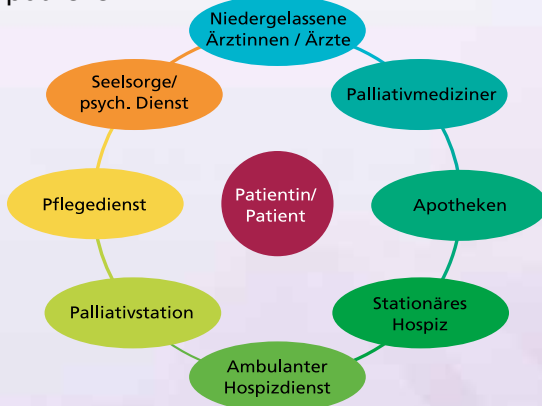 Niedergelassene
Ärztinnen / Ärzte
Seelsorge/
psych. Dienst
Palliativmediziner
Pflegedienst
Patientin/
Patient
Apotheken
Palliativstation
Stationäres
Hospiz
Ambulanter
Hospizdienst